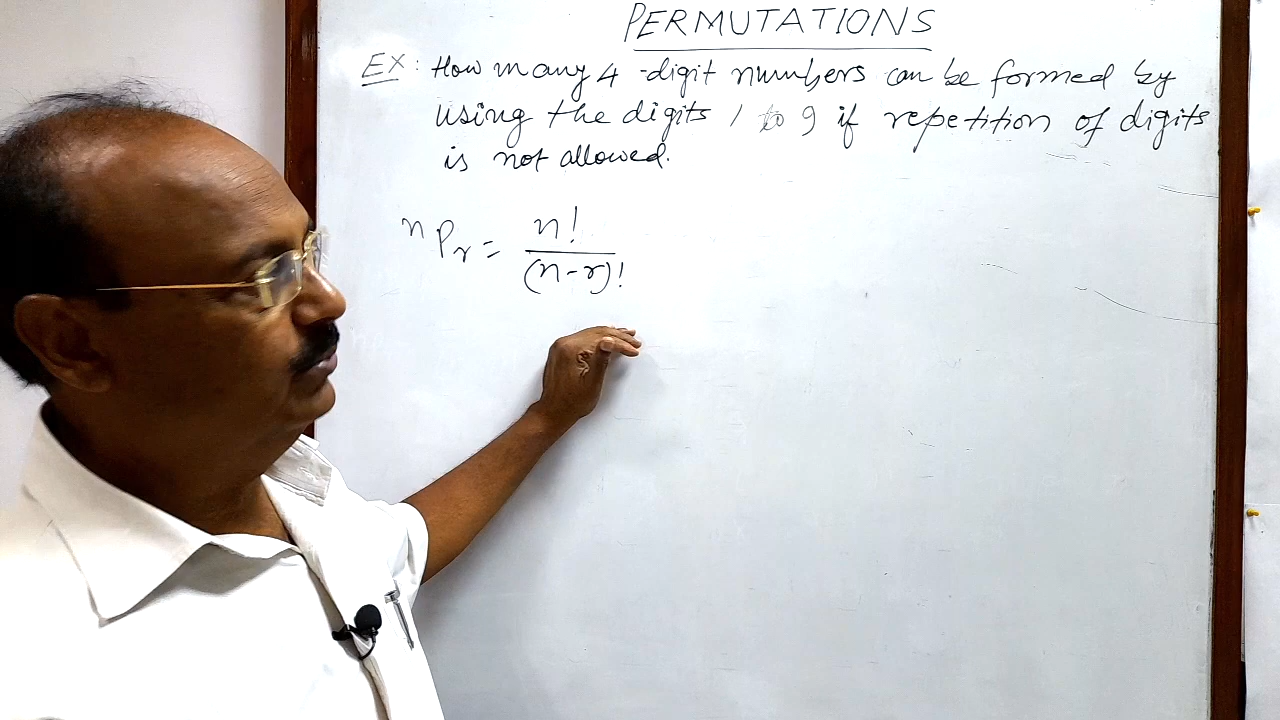 PERMUTATIONS
EX: How many 4-digit numbers can be formed by
using the digits 1 to 9 if repetition of digits
is not allowed.
ⁿPᵣ = n! / (n-r)!